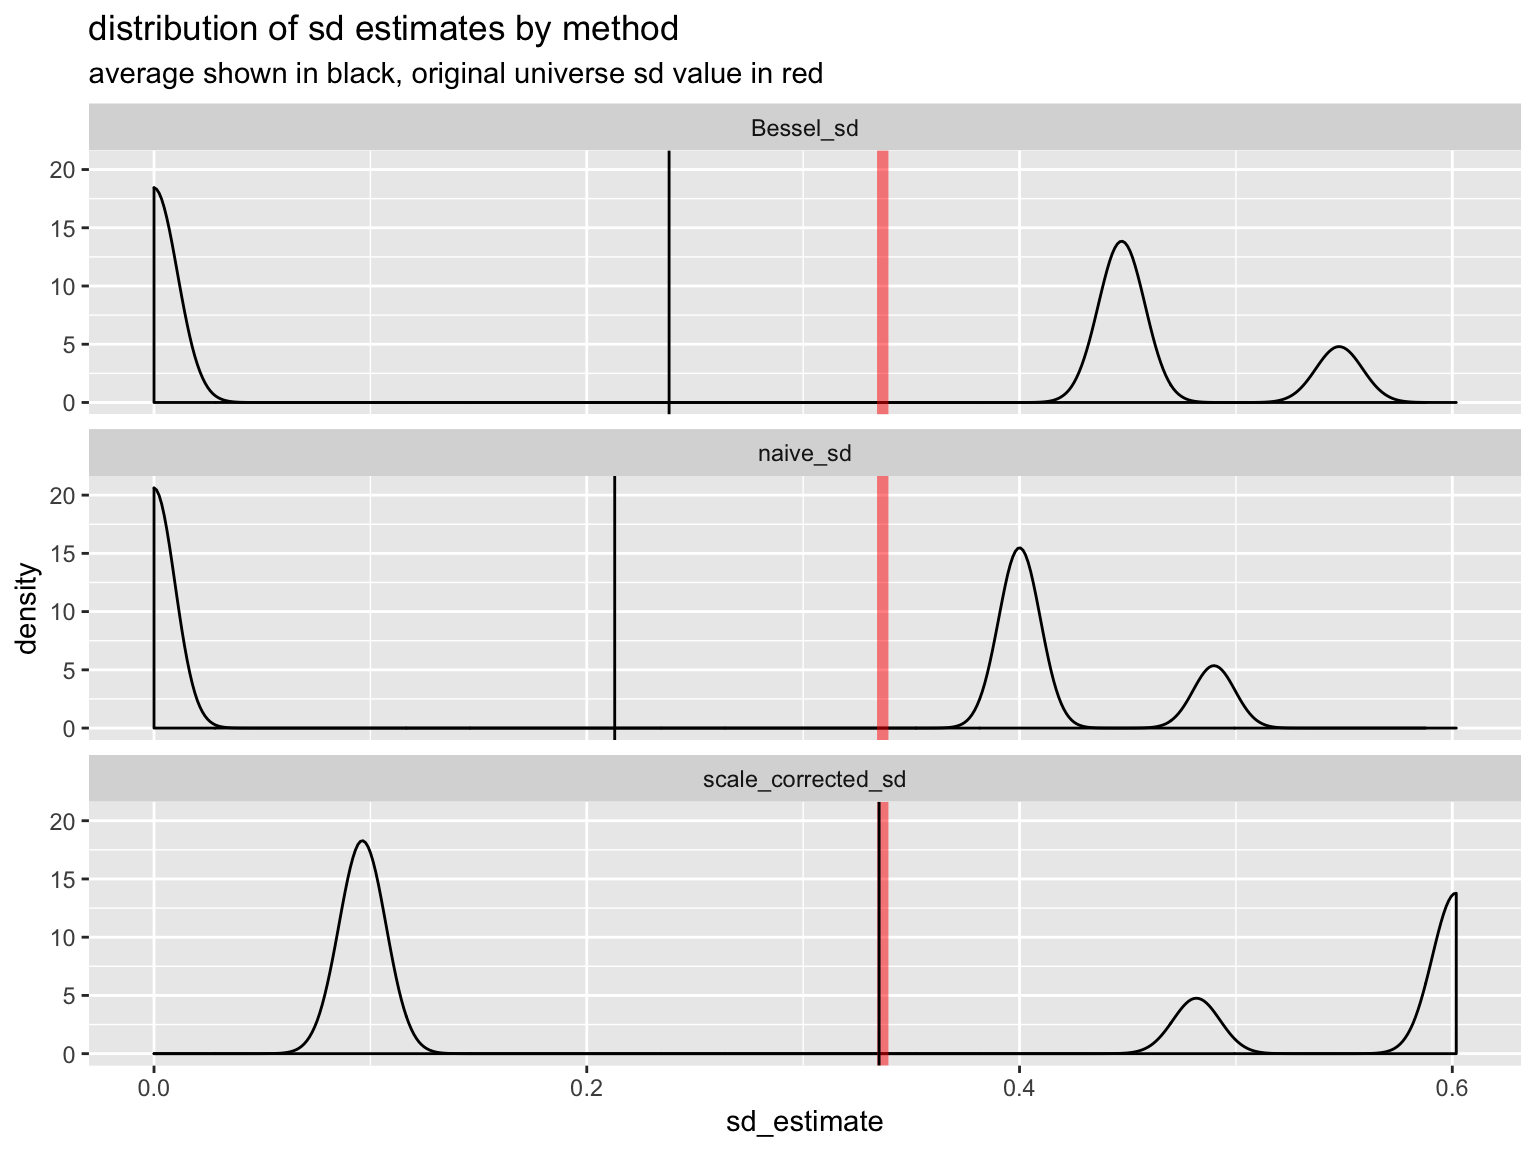 distribution of sd estimates by method
average shown in black, original universe sd value in red
Bessel_sd
20
15
10
5
0
naive_sd
20
15
10
5
0
density
scale_corrected_sd
20
15
10
5
0
0.0 0.2 0.4 0.6
sd_estimate